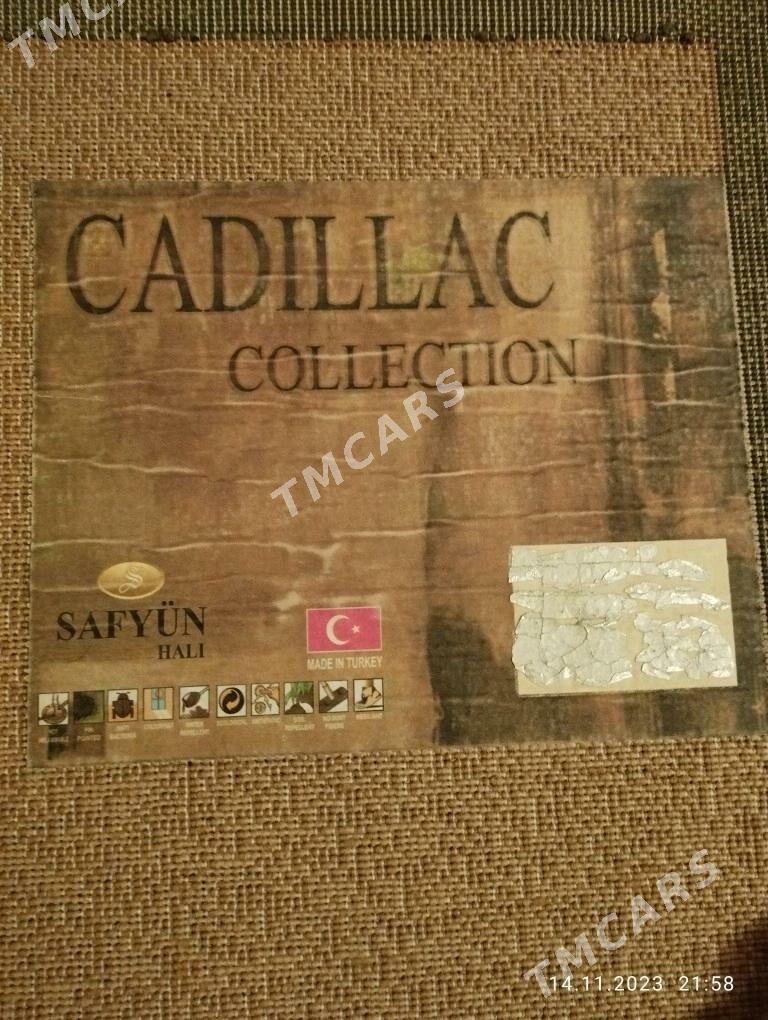 TMCARS
CADILLAC
COLLECTION
TMCARS
S
SAFYÜN
HALI
MADE IN TURKEY
TMCARS
14.11.2023 21:58